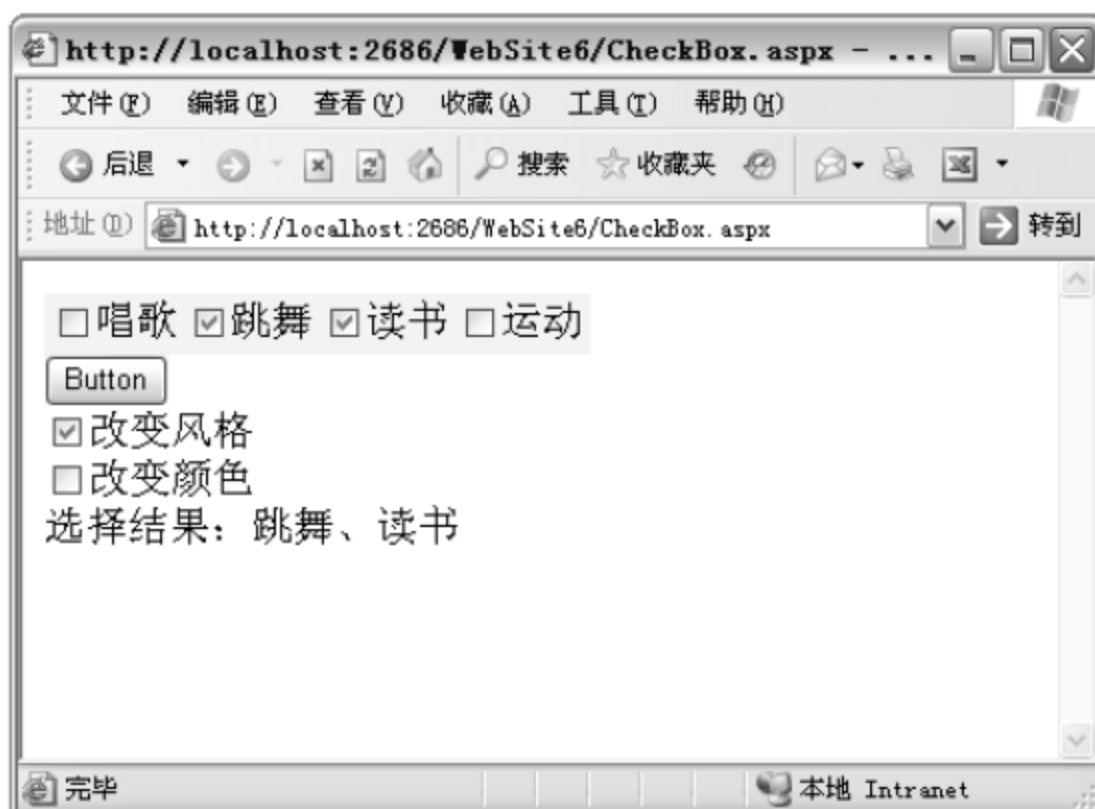 http://localhost:2686/WebSite6/CheckBox.aspx - ...
文件(F) 编辑(E) 查看(V) 收藏(A) 工具(T) 帮助(H)
后退 搜索 收藏夹
地址(D) http://localhost:2686/WebSite6/CheckBox.aspx 转到
唱歌 跳舞 读书 运动
Button
改变风格
改变颜色
选择结果：跳舞、读书
完毕 本地 Intranet